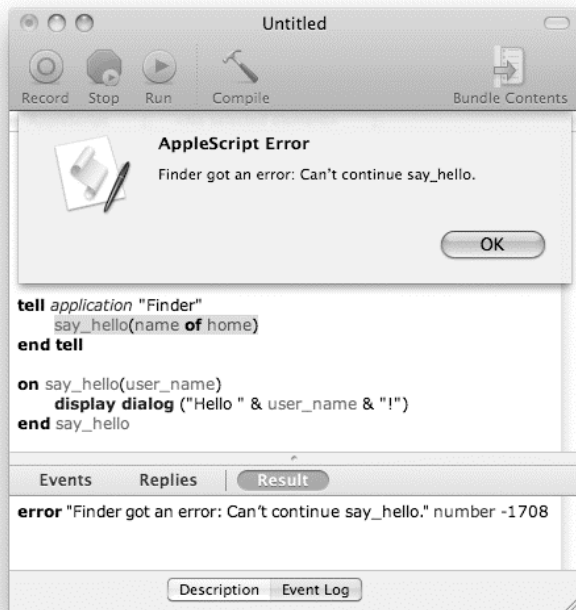 Untitled
Record Stop Run Compile Bundle Contents
AppleScript Error
Finder got an error: Can't continue say_hello.
OK
tell application "Finder"
say_hello(name of home)
end tell
on say_hello(user_name)
display dialog ("Hello " & user_name & "!")
end say_hello
Events Replies Result
error "Finder got an error: Can't continue say_hello." number -1708
Description Event Log